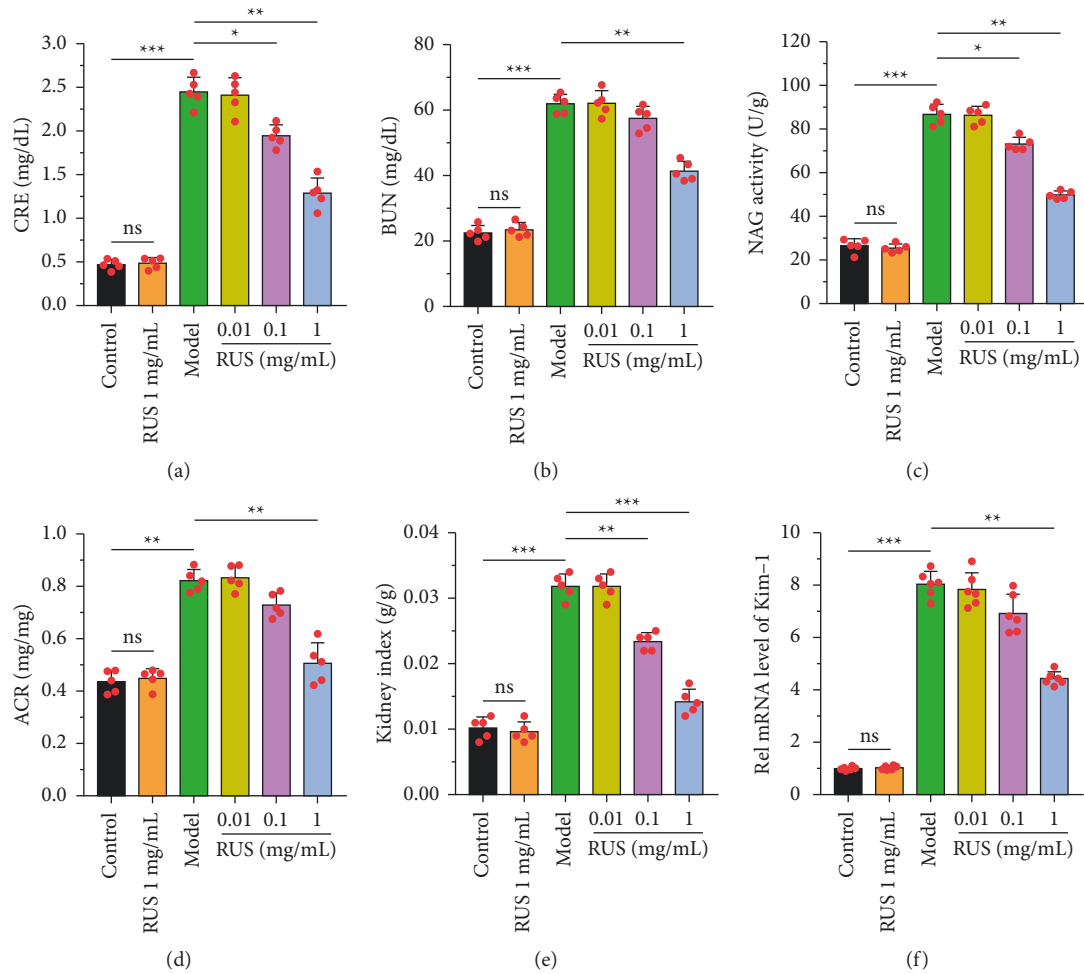 ** ** **
*** * *** *** *
3.0 80 120
CRE (mg/dL) 2.5 BUN (mg/dL) 60 NAG activity (U/g) 100
2.0 80
1.5 40 60
1.0 ns ns 40
0.5 20 20
ns
0.0 0 0
Control RUS 1 mg/mL Model 0.01 0.1 1 Control RUS 1 mg/mL Model 0.01 0.1 1 Control RUS 1 mg/mL Model 0.01 0.1 1
RUS (mg/mL) RUS (mg/mL) RUS (mg/mL)
(a) (b) (c)
** ** *** ** *** *** **
1.0 0.04 10
ACR (mg/mg) 0.8 Kidney index (g/g) 0.03 Rel mRNA level of Kim–1 8
0.6 ns 0.02 6
0.4 ns 4
0.2 0.01 2 ns
1
0.0 0.00 0
Control RUS 1 mg/mL Model 0.01 0.1 1 Control RUS 1 mg/mL Model 0.01 0.1 1 Control RUS 1 mg/mL Model 0.01 0.1 1
RUS (mg/mL) RUS (mg/mL) RUS (mg/mL)
(d) (e) (f)